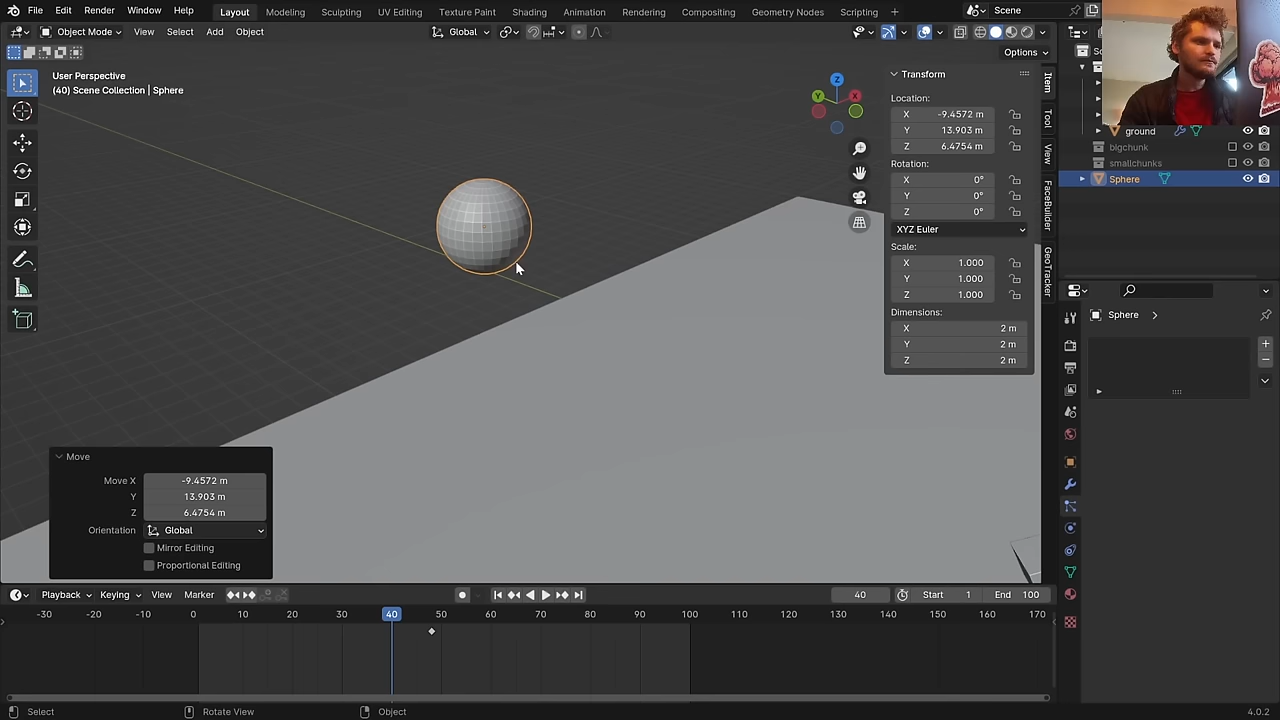 File Edit Render Window Help Layout Modeling Sculpting UV Editing Texture Paint Shading Animation Rendering Compositing Geometry Nodes Scripting + Scene
Object Mode View Select Add Object Global
Options
User Perspective
(40) Scene Collection | Sphere
Transform
Location:
X -9.4572 m
Y 13.903 m
Z 6.4754 m
Rotation:
X 0°
Y 0°
Z 0°
XYZ Euler
Scale:
X 1.000
Y 1.000
Z 1.000
Dimensions:
X 2 m
Y 2 m
Z 2 m
Item
Tool
View
FaceBuilder
GeoTracker
Z
Y
X
ground
bigchunk
smallchunks
Sphere
Sphere
Move
Move X -9.4572 m
Y 13.903 m
Z 6.4754 m
Orientation Global
Mirror Editing
Proportional Editing
Playback Keying View Marker 40 Start 1 End 100
-30 -20 -10 0 10 20 30 40 50 60 70 80 90 100 110 120 130 140 150 160 170
Select Rotate View Object 4.0.2